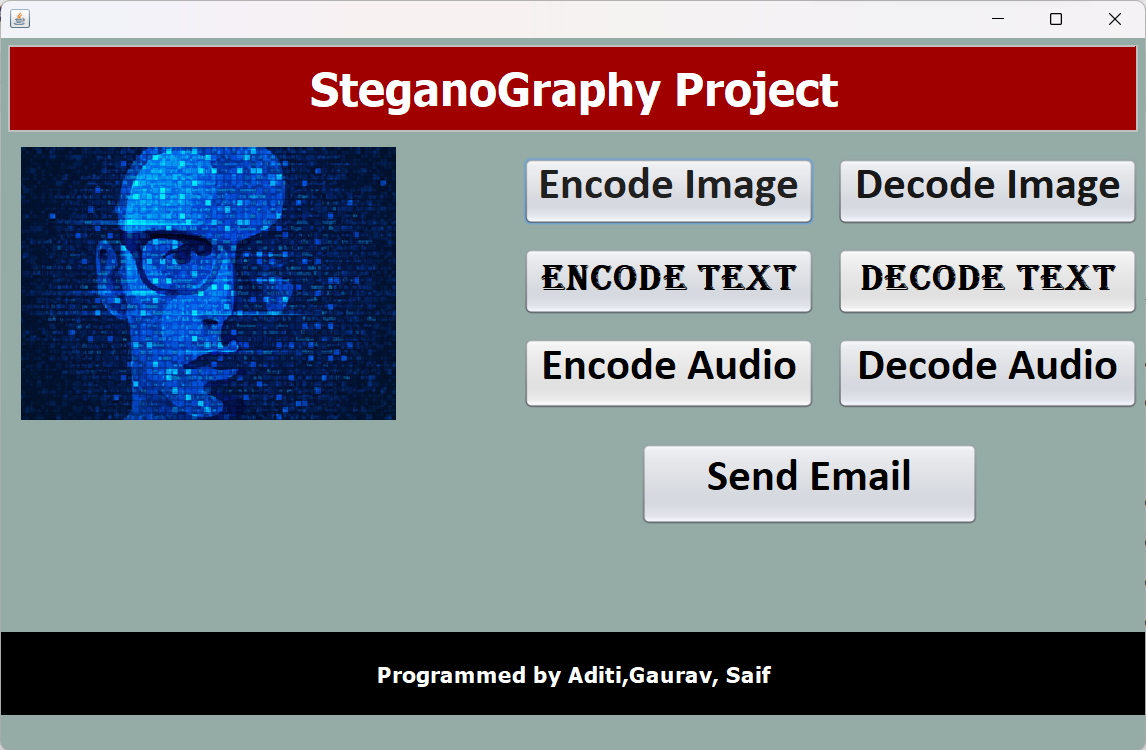 SteganoGraphy Project
Encode Image
Decode Image
ENCODE TEXT
DECODE TEXT
Encode Audio
Decode Audio
Send Email
Programmed by Aditi,Gaurav, Saif